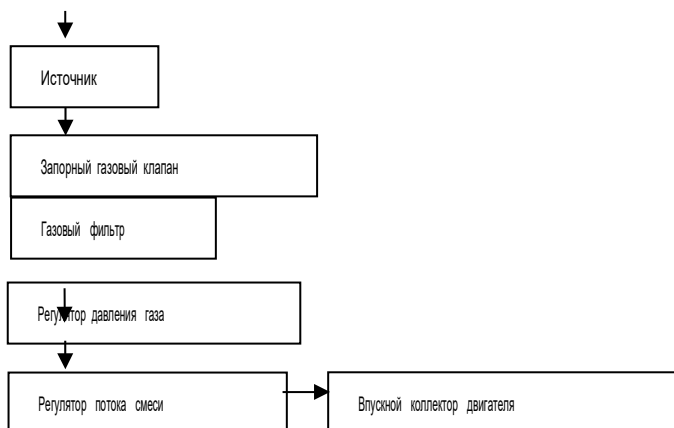 Источник
Запорный газовый клапан
Газовый фильтр
Регулятор давления газа
Регулятор потока смеси
Впускной коллектор двигателя